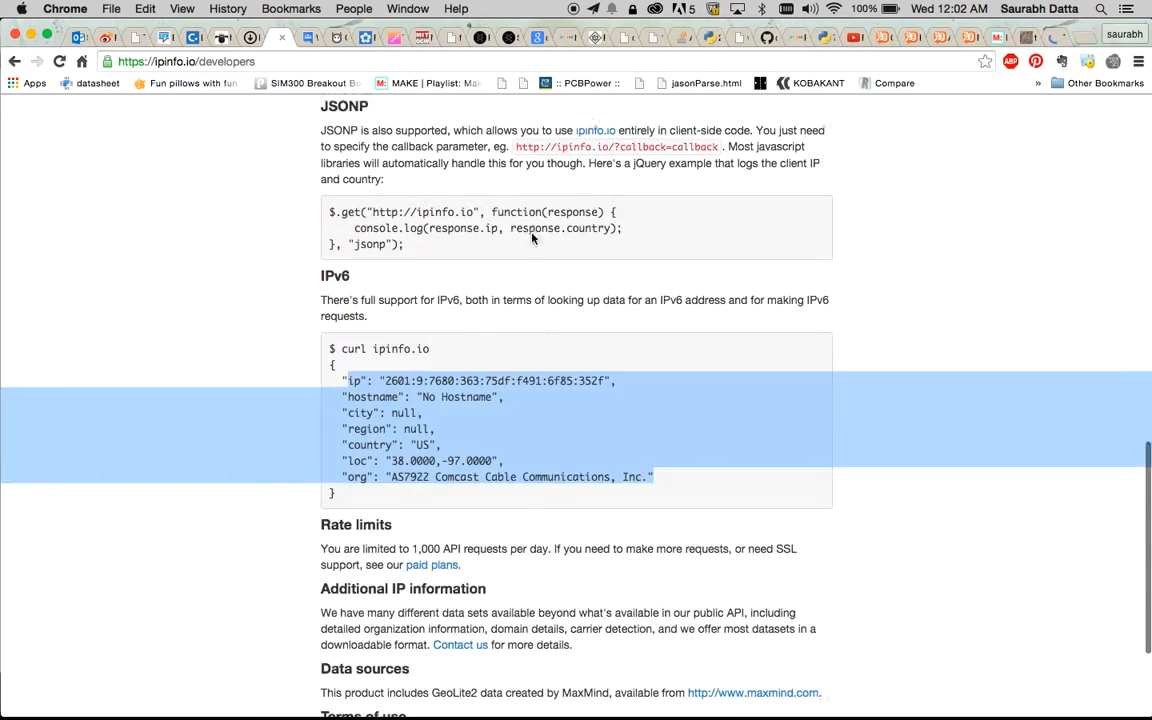 Chrome File Edit View History Bookmarks People Window Help 5 100% Wed 12:02 AM Saurabh Datta
saurabh
https://ipinfo.io/developers
Apps datasheet Fun pillows with fun SIM300 Breakout Bo MAKE | Playlist: Mak :: PCBPower :: jasonParse.html KOBAKANT Compare » Other Bookmarks
JSONP
JSONP is also supported, which allows you to use ipinfo.io entirely in client-side code. You just need
to specify the callback parameter, eg. http://ipinfo.io/?callback=callback . Most javascript
libraries will automatically handle this for you though. Here's a jQuery example that logs the client IP
and country:
$.get("http://ipinfo.io", function(response) {
console.log(response.ip, response.country);
}, "jsonp");
IPv6
There's full support for IPv6, both in terms of looking up data for an IPv6 address and for making IPv6
requests.
$ curl ipinfo.io
{
"ip": "2601:9:7680:363:75df:f491:6f85:352f",
"hostname": "No Hostname",
"city": null,
"region": null,
"country": "US",
"loc": "38.0000,-97.0000",
"org": "AS7922 Comcast Cable Communications, Inc."
}
Rate limits
You are limited to 1,000 API requests per day. If you need to make more requests, or need SSL
support, see our paid plans.
Additional IP information
We have many different data sets available beyond what's available in our public API, including
detailed organization information, domain details, carrier detection, and we offer most datasets in a
downloadable format. Contact us for more details.
Data sources
This product includes GeoLite2 data created by MaxMind, available from http://www.maxmind.com.
Terms of use